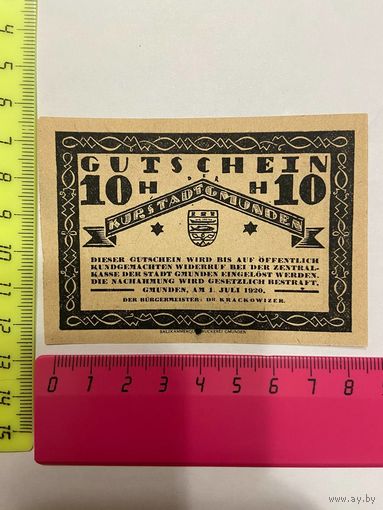 GUTSCHEIN
DER
10 H H 10
KURSTADT GMUNDEN
DIESER GUTSCHEIN WIRD BIS AUF ÖFFENTLICH
KUNDGEMACHTEN WIDERRUF BEI DER ZENTRAL-
KASSE DER STADT GMUNDEN EINGELÖST WERDEN.
DIE NACHAHMUNG WIRD GESETZLICH BESTRAFT.
GMUNDEN, AM 1. JULI 1920.
DER BÜRGERMEISTER: DR. KRACKOWIZER.
4 5 6 7 8 9 10 11 12 13 14 15
0 1 2 3 4 5 6 7 8
www.ay.by